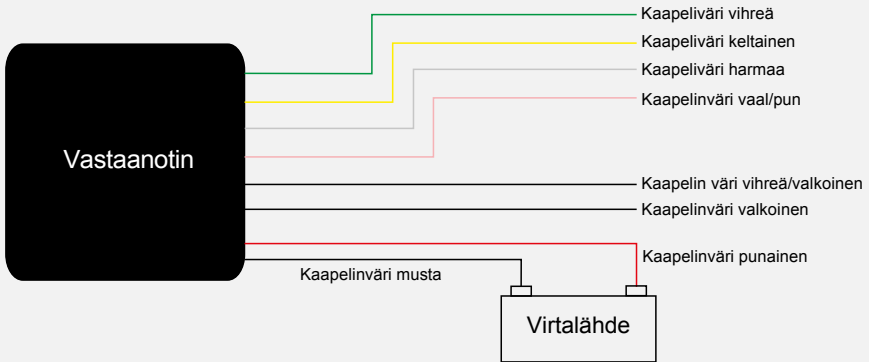 Kaapeliväri vihreä
Kaapeliväri keltainen
Kaapeliväri harmaa
Kaapelinväri vaal/pun
Vastaanotin
Kaapelin väri vihreä/valkoinen
Kaapelinväri valkoinen
Kaapelinväri punainen
Kaapelinväri musta
Virtalähde